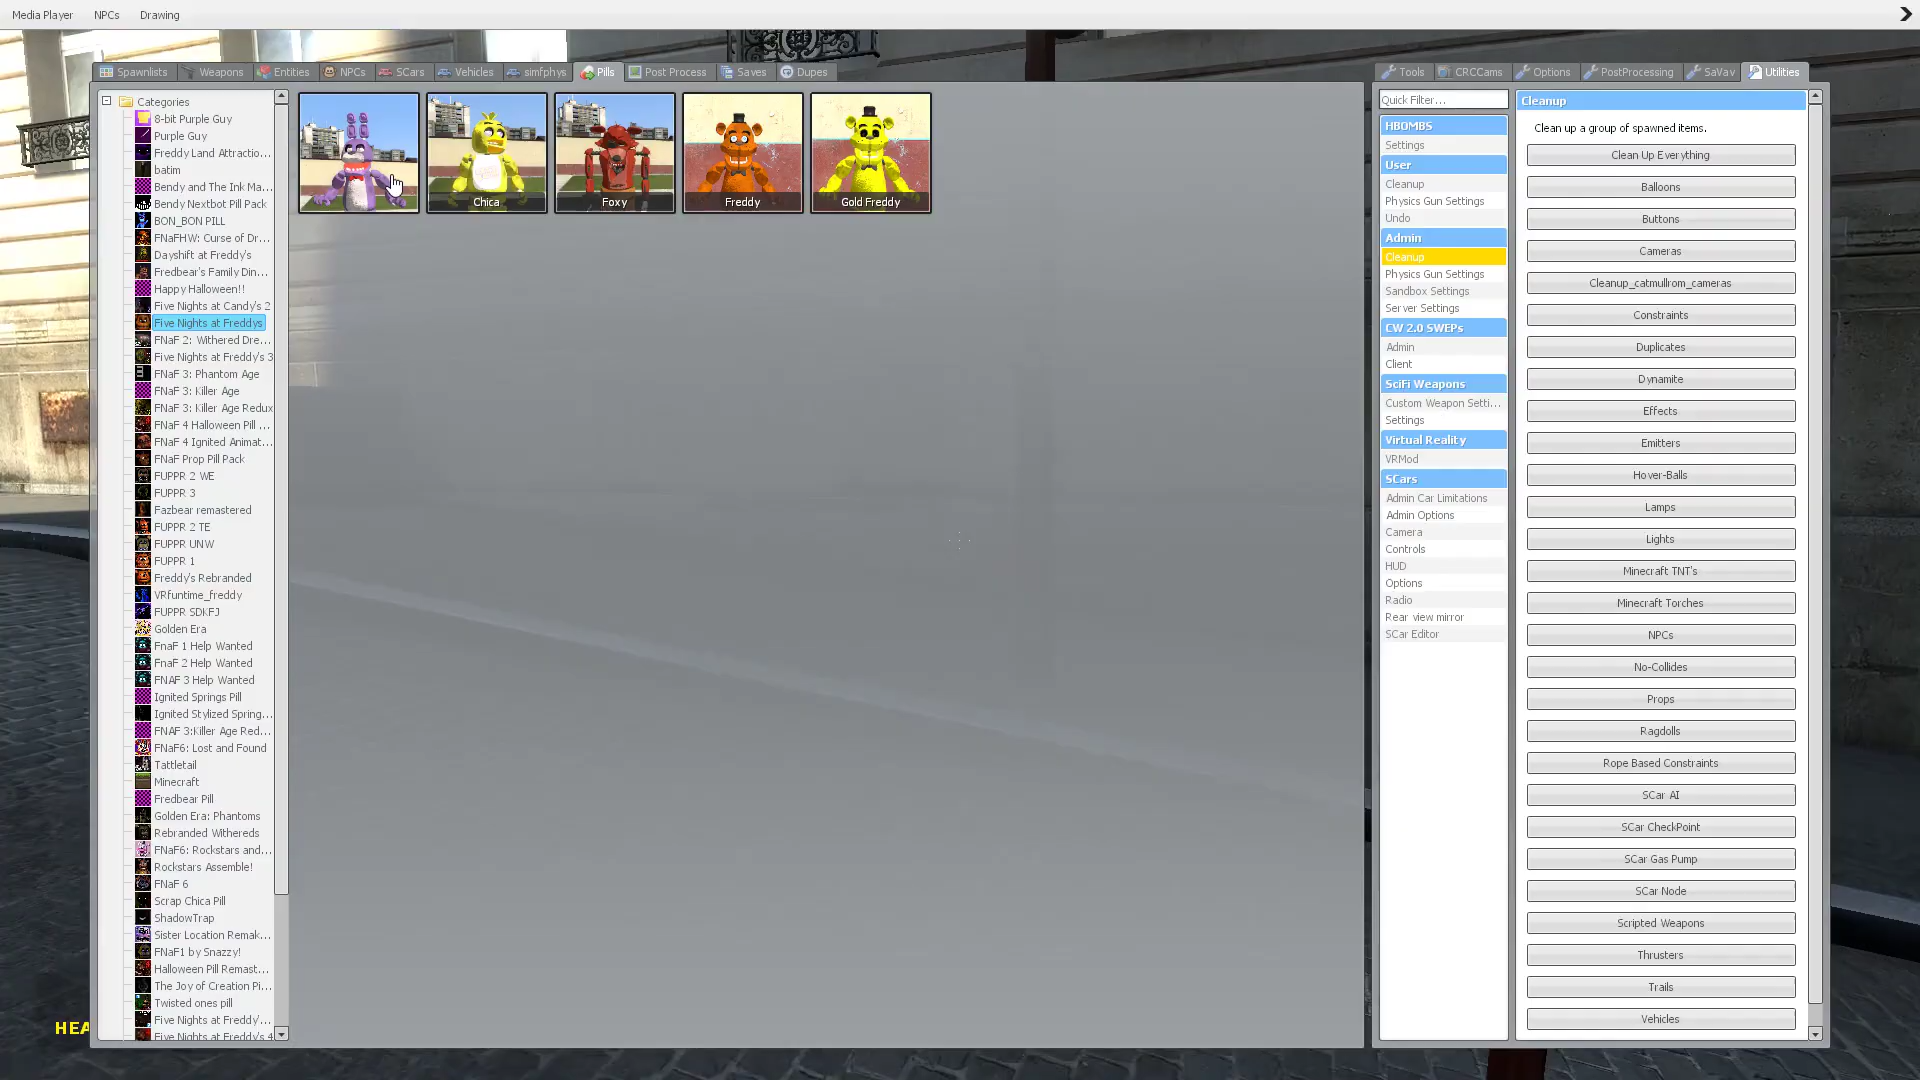 Media Player
NPCs
Drawing
Spawnlists
Weapons
Entities
NPCs
SCars
Vehicles
simfphys
Pills
Post Process
Saves
Dupes
Categories
8-bit Purple Guy
Purple Guy
Freddy Land Attractio...
batim
Bendy and The Ink Ma...
Bendy Nextbot Pill Pack
BON_BON PILL
FNaFHW: Curse of Dr...
Dayshift at Freddy's
Fredbear's Family Din...
Happy Halloween!!
Five Nights at Candy's 2
Five Nights at Freddys
FNaF 2: Withered Dre...
Five Nights at Freddy's 3
FNaF 3: Phantom Age
FNaF 3: Killer Age
FNaF 3: Killer Age Redux
FNaF 4 Halloween Pill ...
FNaF 4 Ignited Animat...
FNaF Prop Pill Pack
FUPPR 2 WE
FUPPR 3
Fazbear remastered
FUPPR 2 TE
FUPPR UNW
FUPPR 1
Freddy's Rebranded
VRfuntime_freddy
FUPPR SDKFJ
Golden Era
FnaF 1 Help Wanted
FnaF 2 Help Wanted
FNAF 3 Help Wanted
Ignited Springs Pill
Ignited Stylized Spring...
FNAF 3:Killer Age Red...
FNaF6: Lost and Found
Tattletail
Minecraft
Fredbear Pill
Golden Era: Phantoms
Rebranded Withereds
FNaF6: Rockstars and...
Rockstars Assemble!
FNaF 6
Scrap Chica Pill
ShadowTrap
Sister Location Remak...
FNaF1 by Snazzy!
Halloween Pill Remast...
The Joy of Creation Pi...
Twisted ones pill
Five Nights at Freddy'...
Five Nights at Freddy's 4
HEA
Chica
Foxy
Freddy
Gold Freddy
Tools
CRCCams
Options
PostProcessing
SaVav
Utilities
Quick Filter...
HBOMBS
Settings
User
Cleanup
Physics Gun Settings
Undo
Admin
Cleanup
Physics Gun Settings
Sandbox Settings
Server Settings
CW 2.0 SWEPs
Admin
Client
SciFi Weapons
Custom Weapon Setti...
Settings
Virtual Reality
VRMod
SCars
Admin Car Limitations
Admin Options
Camera
Controls
HUD
Options
Radio
Rear view mirror
SCar Editor
Cleanup
Clean up a group of spawned items.
Clean Up Everything
Balloons
Buttons
Cameras
Cleanup_catmullrom_cameras
Constraints
Duplicates
Dynamite
Effects
Emitters
Hover-Balls
Lamps
Lights
Minecraft TNT's
Minecraft Torches
NPCs
No-Collides
Props
Ragdolls
Rope Based Constraints
SCar AI
SCar CheckPoint
SCar Gas Pump
SCar Node
Scripted Weapons
Thrusters
Trails
Vehicles